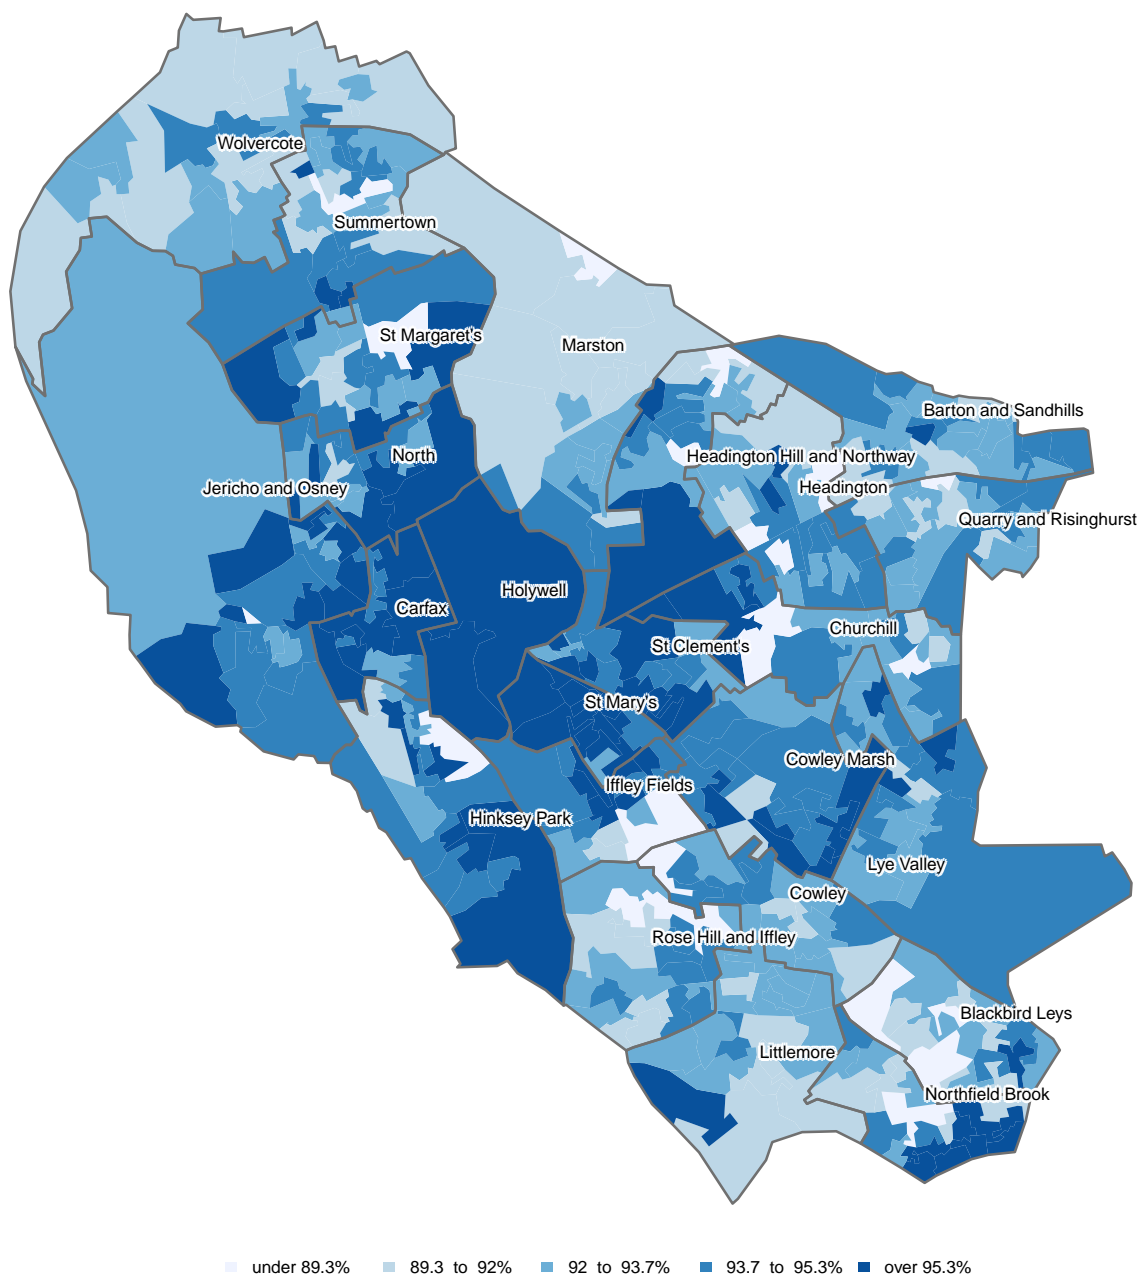 Wolvercote
Summertown
St Margaret's
Marston
Barton and Sandhills
North
Headington Hill and Northway
Jericho and Osney
Headington
Quarry and Risinghurst
Holywell
Carfax
Churchill
St Clement's
St Mary's
Cowley Marsh
Iffley Fields
Hinksey Park
Lye Valley
Cowley
Rose Hill and Iffley
Blackbird Leys
Littlemore
Northfield Brook
under 89.3% 89.3 to 92% 92 to 93.7% 93.7 to 95.3% over 95.3%